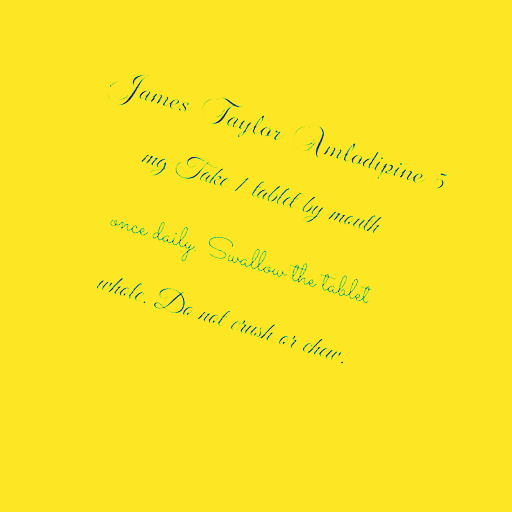 James Taylor Amlodipine 5
mg Take 1 tablet by mouth
once daily. Swallow the tablet
whole. Do not crush or chew.